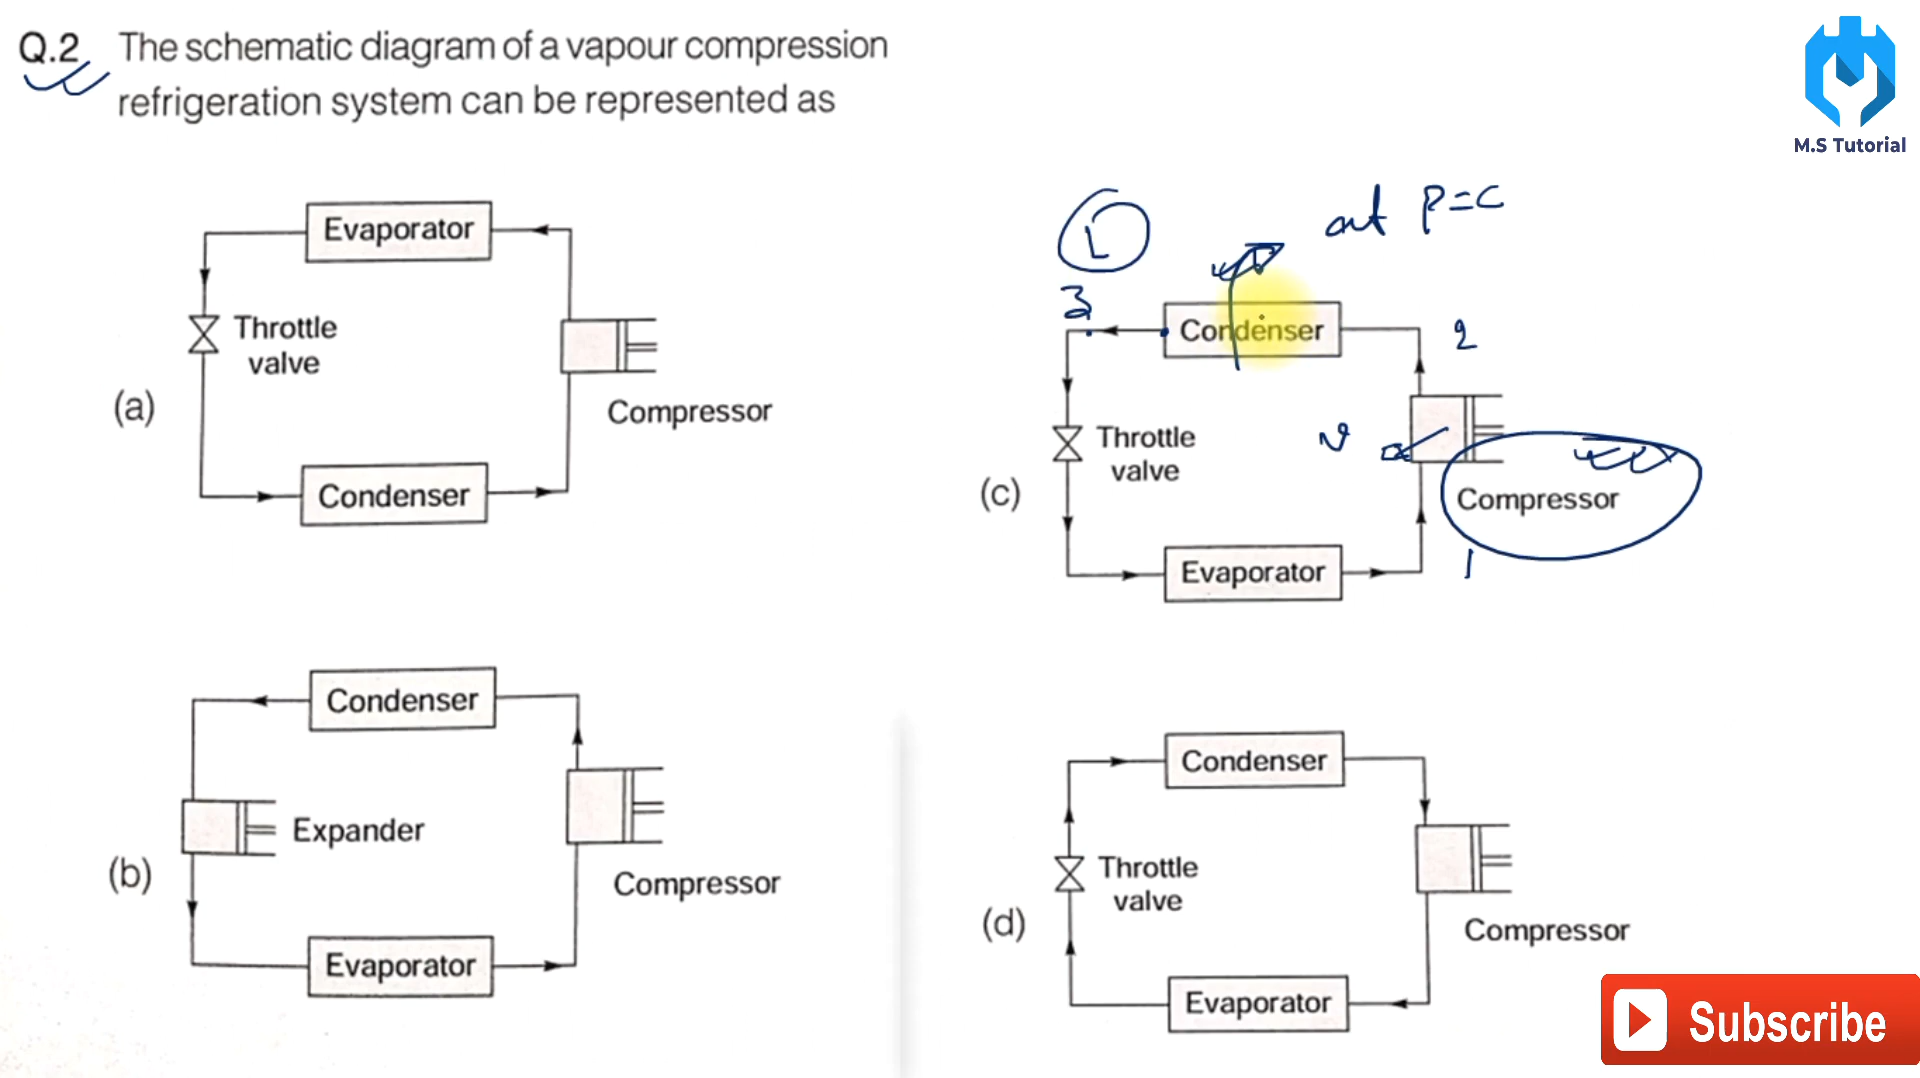 Q.2 The schematic diagram of a vapour compression
refrigeration system can be represented as
M.S Tutorial
(a)
Evaporator
Throttle
valve
Compressor
Condenser
(b)
Condenser
Expander
Compressor
Evaporator
(c)
L
at P=C
3
Condenser
2
Throttle
valve
v
Compressor
1
Evaporator
(d)
Condenser
Throttle
valve
Compressor
Evaporator
Subscribe